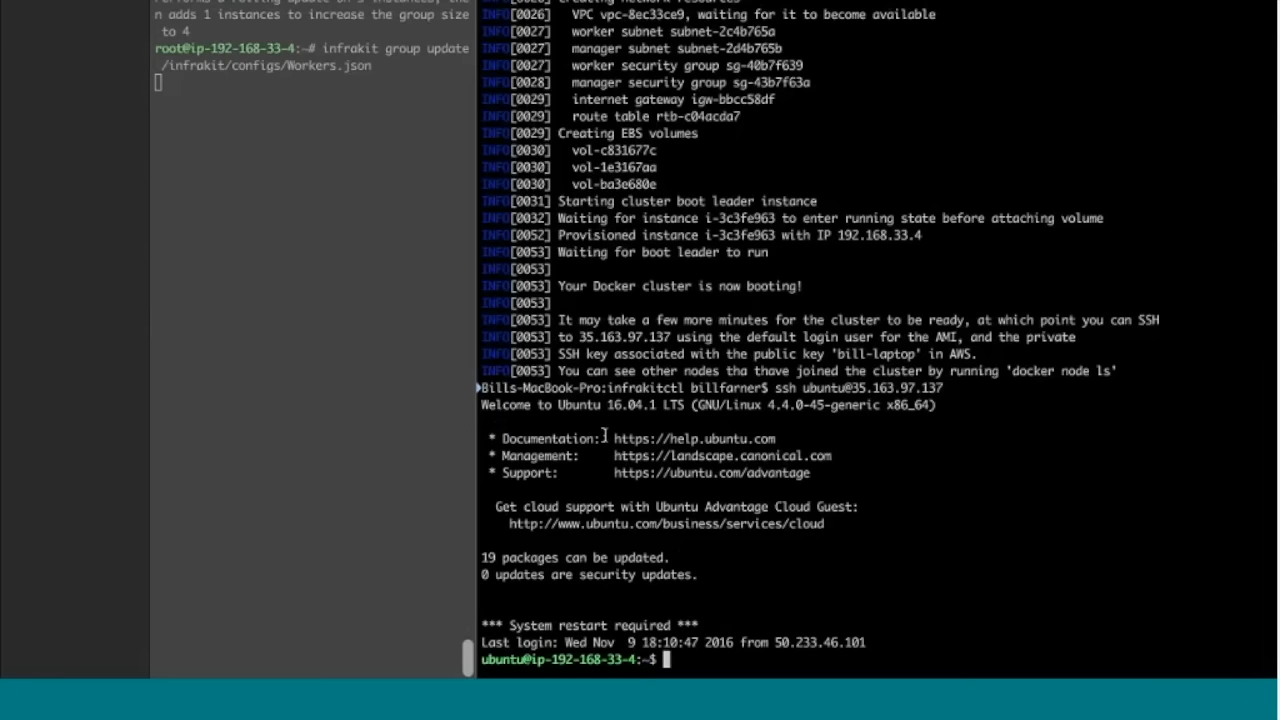 erforms a rolling update on 3 instances, the
n adds 1 instances to increase the group size
to 4
root@ip-192-168-33-4:~# infrakit group update
/infrakit/configs/Workers.json
INFO[0026] Creating network resources
INFO[0026] VPC vpc-8ec33ce9, waiting for it to become available
INFO[0027] worker subnet subnet-2c4b765a
INFO[0027] manager subnet subnet-2d4b765b
INFO[0027] worker security group sg-40b7f639
INFO[0028] manager security group sg-43b7f63a
INFO[0029] internet gateway igw-bbcc58df
INFO[0029] route table rtb-c04acda7
INFO[0029] Creating EBS volumes
INFO[0030] vol-c831677c
INFO[0030] vol-1e3167aa
INFO[0030] vol-ba3e680e
INFO[0031] Starting cluster boot leader instance
INFO[0032] Waiting for instance i-3c3fe963 to enter running state before attaching volume
INFO[0052] Provisioned instance i-3c3fe963 with IP 192.168.33.4
INFO[0053] Waiting for boot leader to run
INFO[0053]
INFO[0053] Your Docker cluster is now booting!
INFO[0053]
INFO[0053] It may take a few more minutes for the cluster to be ready, at which point you can SSH
INFO[0053] to 35.163.97.137 using the default login user for the AMI, and the private
INFO[0053] SSH key associated with the public key 'bill-laptop' in AWS.
INFO[0053] You can see other nodes tha thave joined the cluster by running 'docker node ls'
Bills-MacBook-Pro:infrakitctl billfarner$ ssh ubuntu@35.163.97.137
Welcome to Ubuntu 16.04.1 LTS (GNU/Linux 4.4.0-45-generic x86_64)
* Documentation: https://help.ubuntu.com
* Management: https://landscape.canonical.com
* Support: https://ubuntu.com/advantage
Get cloud support with Ubuntu Advantage Cloud Guest:
http://www.ubuntu.com/business/services/cloud
19 packages can be updated.
0 updates are security updates.
*** System restart required ***
Last login: Wed Nov 9 18:10:47 2016 from 50.233.46.101
ubuntu@ip-192-168-33-4:~$